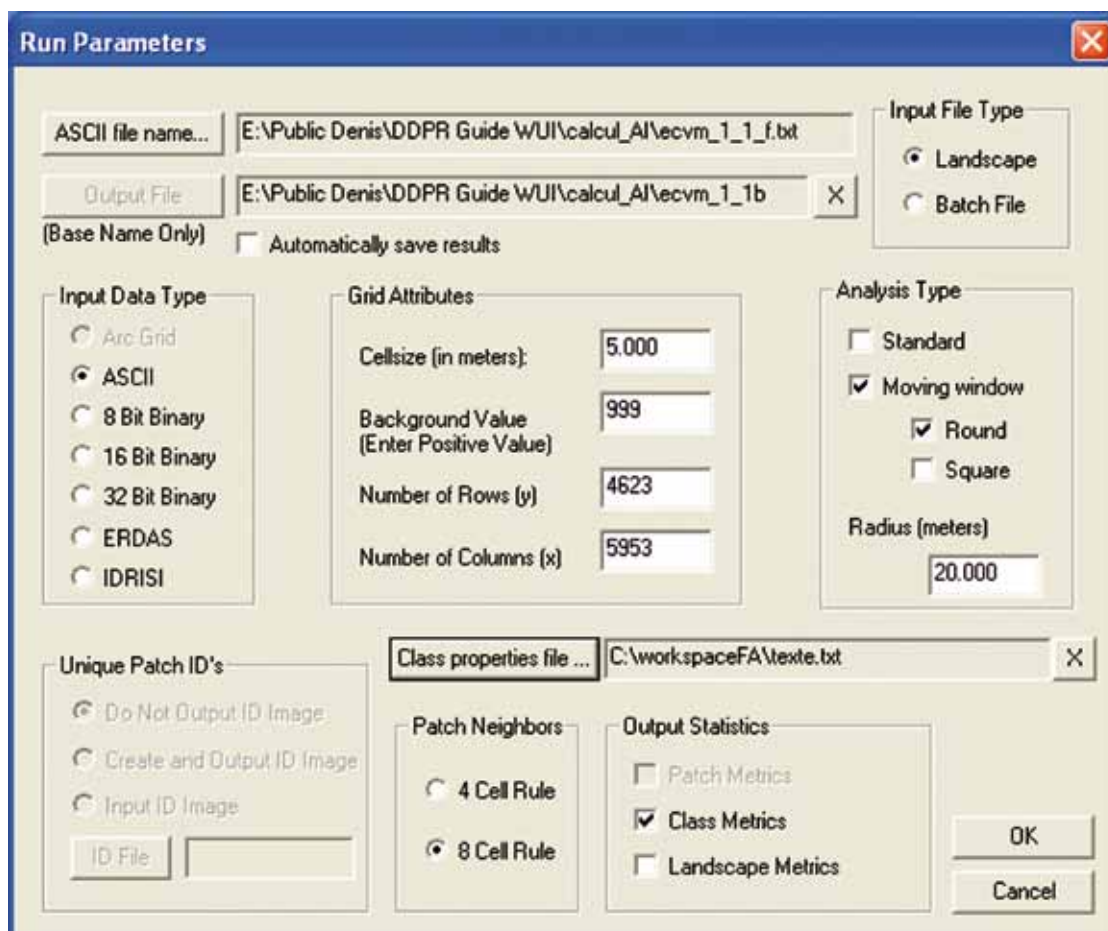 Run Parameters
ASCII file name...
E:\Public Denis\DDPR Guide WUI\calcul_AI\ecvm_1_1_f.txt
Input File Type
Landscape
Batch File
Output File
E:\Public Denis\DDPR Guide WUI\calcul_AI\ecvm_1_1b
X
(Base Name Only)
Automatically save results
Input Data Type
Arc Grid
ASCII
8 Bit Binary
16 Bit Binary
32 Bit Binary
ERDAS
IDRISI
Grid Attributes
Cellsize (in meters):
5.000
Background Value
(Enter Positive Value)
999
Number of Rows (y)
4623
Number of Columns (x)
5953
Analysis Type
Standard
Moving window
Round
Square
Radius (meters)
20.000
Class properties file ...
C:\workspaceFA\texte.txt
X
Unique Patch ID's
Do Not Output ID Image
Create and Output ID Image
Input ID Image
ID File
Patch Neighbors
4 Cell Rule
8 Cell Rule
Output Statistics
Patch Metrics
Class Metrics
Landscape Metrics
OK
Cancel